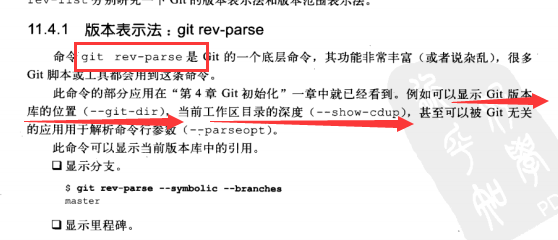 rev-list 分别研究一下 Git 的版本表示法和版本范围表示法。
11.4.1 版本表示法：git rev-parse
命令 git rev-parse 是 Git 的一个底层命令，其功能非常丰富（或者说杂乱），很多
Git 脚本或工具都会用到这条命令。
此命令的部分应用在“第 4 章 Git 初始化”一章中就已经看到。例如可以显示 Git 版本
库的位置（--git-dir），当前工作区目录的深度（--show-cdup），甚至可以被 Git 无关
的应用用于解析命令行参数（--parseopt）。
此命令可以显示当前版本库中的引用。
❑ 显示分支。
$ git rev-parse --symbolic --branches
master
❑ 显示里程碑。